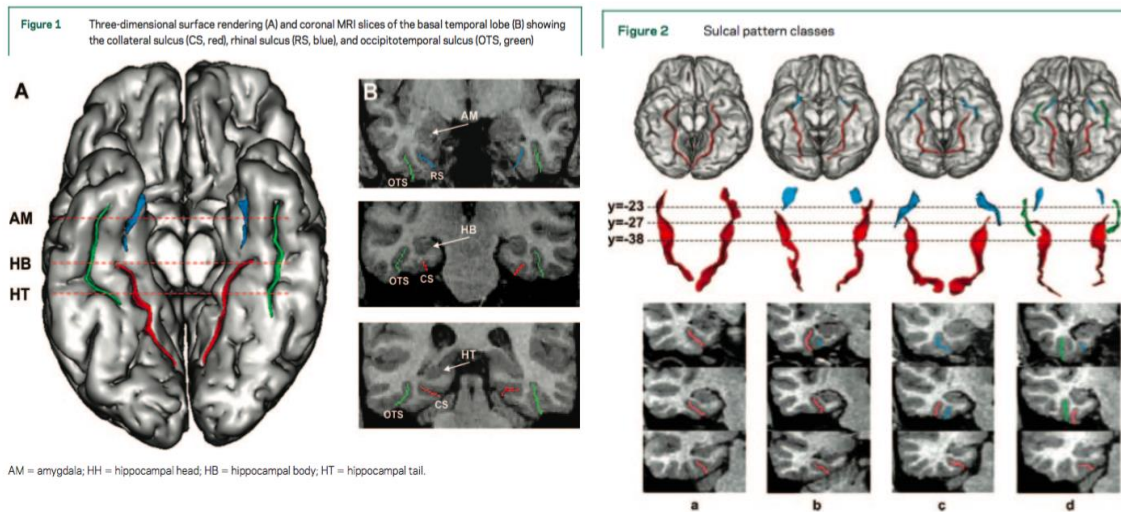 Figure 1 Three-dimensional surface rendering (A) and coronal MRI slices of the basal temporal lobe (B) showing
the collateral sulcus (CS, red), rhinal sulcus (RS, blue), and occipitotemporal sulcus (OTS, green)
A
AM
HB
HT
B
AM
OTS
RS
HB
OTS
CS
HT
OTS
CS
AM = amygdala; HH = hippocampal head; HB = hippocampal body; HT = hippocampal tail.
Figure 2 Sulcal pattern classes
y=-23
y=-27
y=-38
a
b
c
d